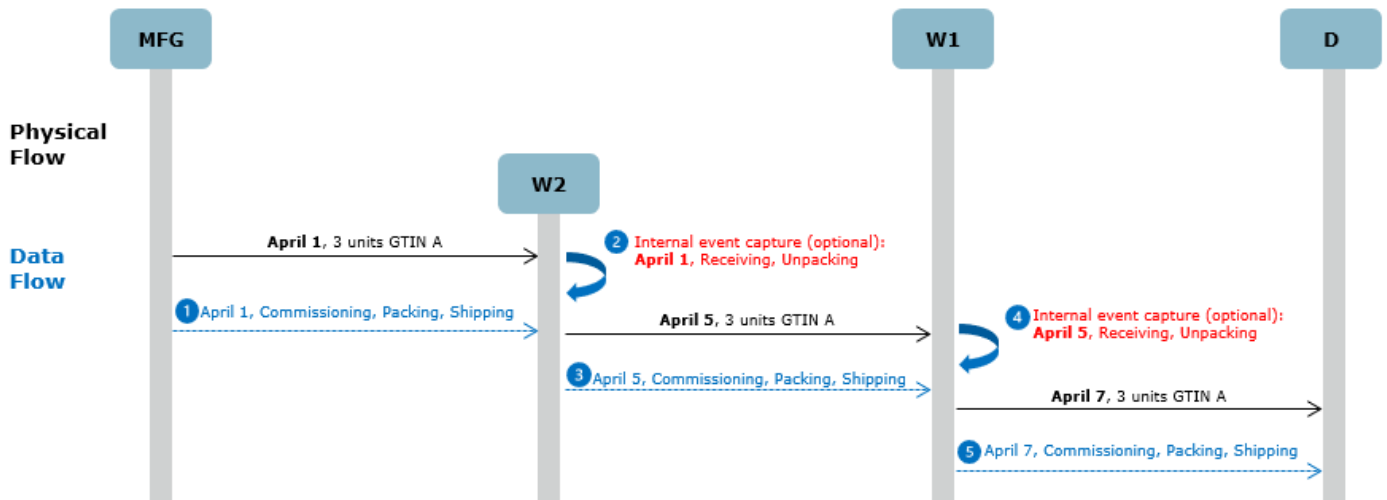 MFG
W1
D
Physical
Flow
W2
Data
Flow
April 1, 3 units GTIN A
2 Internal event capture (optional):
April 1, Receiving, Unpacking
1 April 1, Commissioning, Packing, Shipping
April 5, 3 units GTIN A
4 Internal event capture (optional):
April 5, Receiving, Unpacking
3 April 5, Commissioning, Packing, Shipping
April 7, 3 units GTIN A
5 April 7, Commissioning, Packing, Shipping